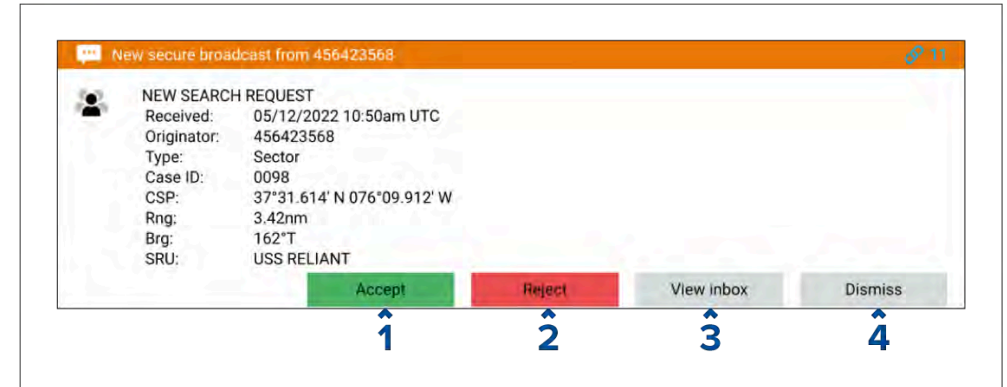 New secure broadcast from 456423568 11
NEW SEARCH REQUEST
Received: 05/12/2022 10:50am UTC
Originator: 456423568
Type: Sector
Case ID: 0098
CSP: 37°31.614' N 076°09.912' W
Rng: 3.42nm
Brg: 162°T
SRU: USS RELIANT
Accept Reject View inbox Dismiss
1 2 3 4